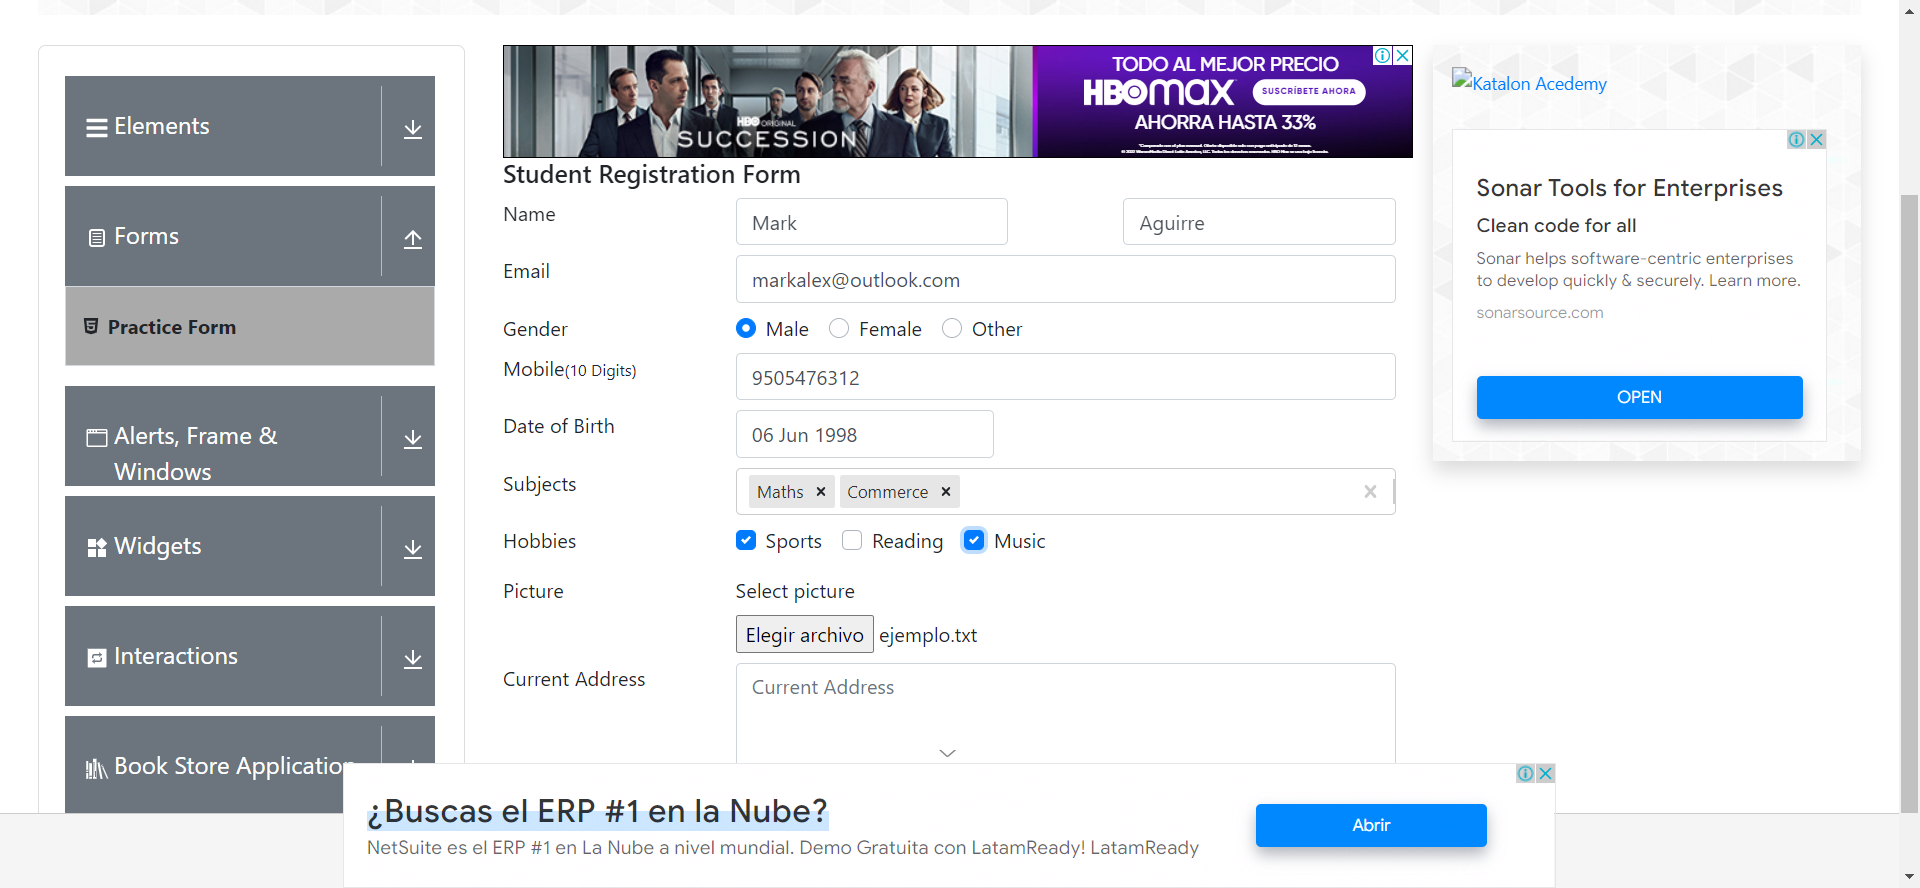 Elements
Forms
Practice Form
Alerts, Frame &
Windows
Widgets
Interactions
Book Store Application
HBO ORIGINAL
SUCCESSION
TODO AL MEJOR PRECIO
HBOMAX
SUSCRÍBETE AHORA
AHORRA HASTA 33%
Student Registration Form
Name Mark Aguirre
Email markalex@outlook.com
Gender Male Female Other
Mobile(10 Digits) 9505476312
Date of Birth 06 Jun 1998
Subjects Maths Commerce
Hobbies Sports Reading Music
Picture Select picture
Elegir archivo ejemplo.txt
Current Address Current Address
Katalon Acedemy
Sonar Tools for Enterprises
Clean code for all
Sonar helps software-centric enterprises
to develop quickly & securely. Learn more.
sonarsource.com
OPEN
¿Buscas el ERP #1 en la Nube?
NetSuite es el ERP #1 en La Nube a nivel mundial. Demo Gratuita con LatamReady! LatamReady
Abrir